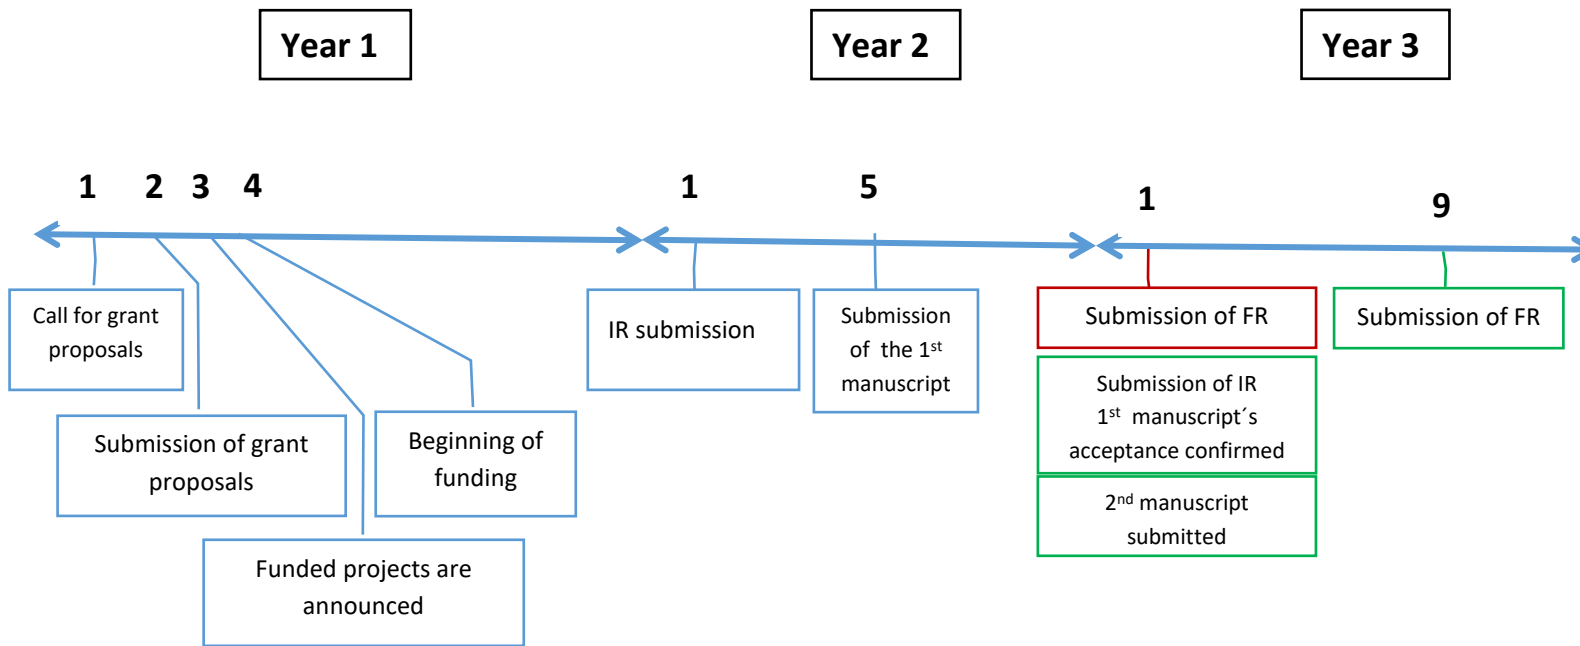 Year 1
Year 2
Year 3
1
2
3
4
1
5
1
9
Call for grant
proposals
Submission of grant
proposals
Funded projects are
announced
Beginning of
funding
IR submission
Submission
of the 1st
manuscript
Submission of FR
Submission of IR
1st manuscript´s
acceptance confirmed
2nd manuscript
submitted
Submission of FR